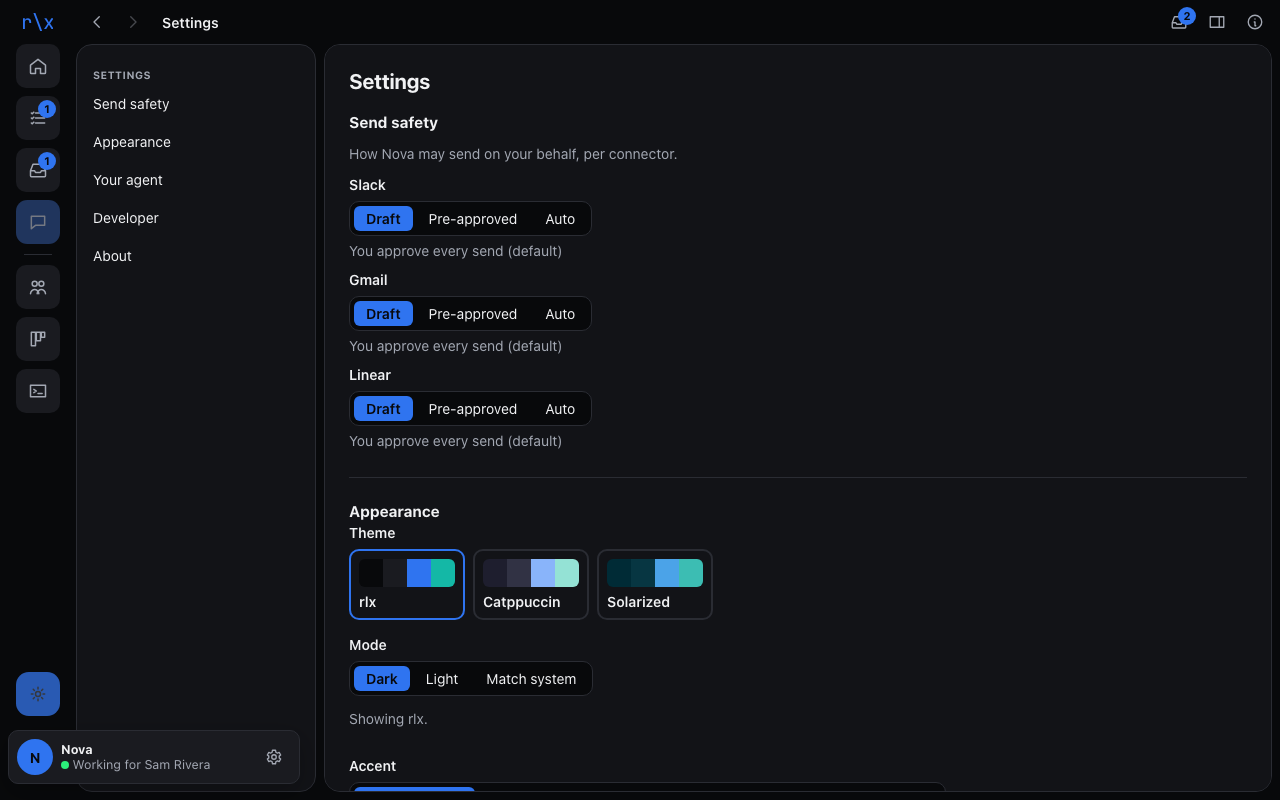 r\x
Settings
2
1
1
SETTINGS
Send safety
Appearance
Your agent
Developer
About
Settings
Send safety
How Nova may send on your behalf, per connector.
Slack
Draft Pre-approved Auto
You approve every send (default)
Gmail
Draft Pre-approved Auto
You approve every send (default)
Linear
Draft Pre-approved Auto
You approve every send (default)
Appearance
Theme
rlx Catppuccin Solarized
Mode
Dark Light Match system
Showing rlx.
Accent
N
Nova
Working for Sam Rivera